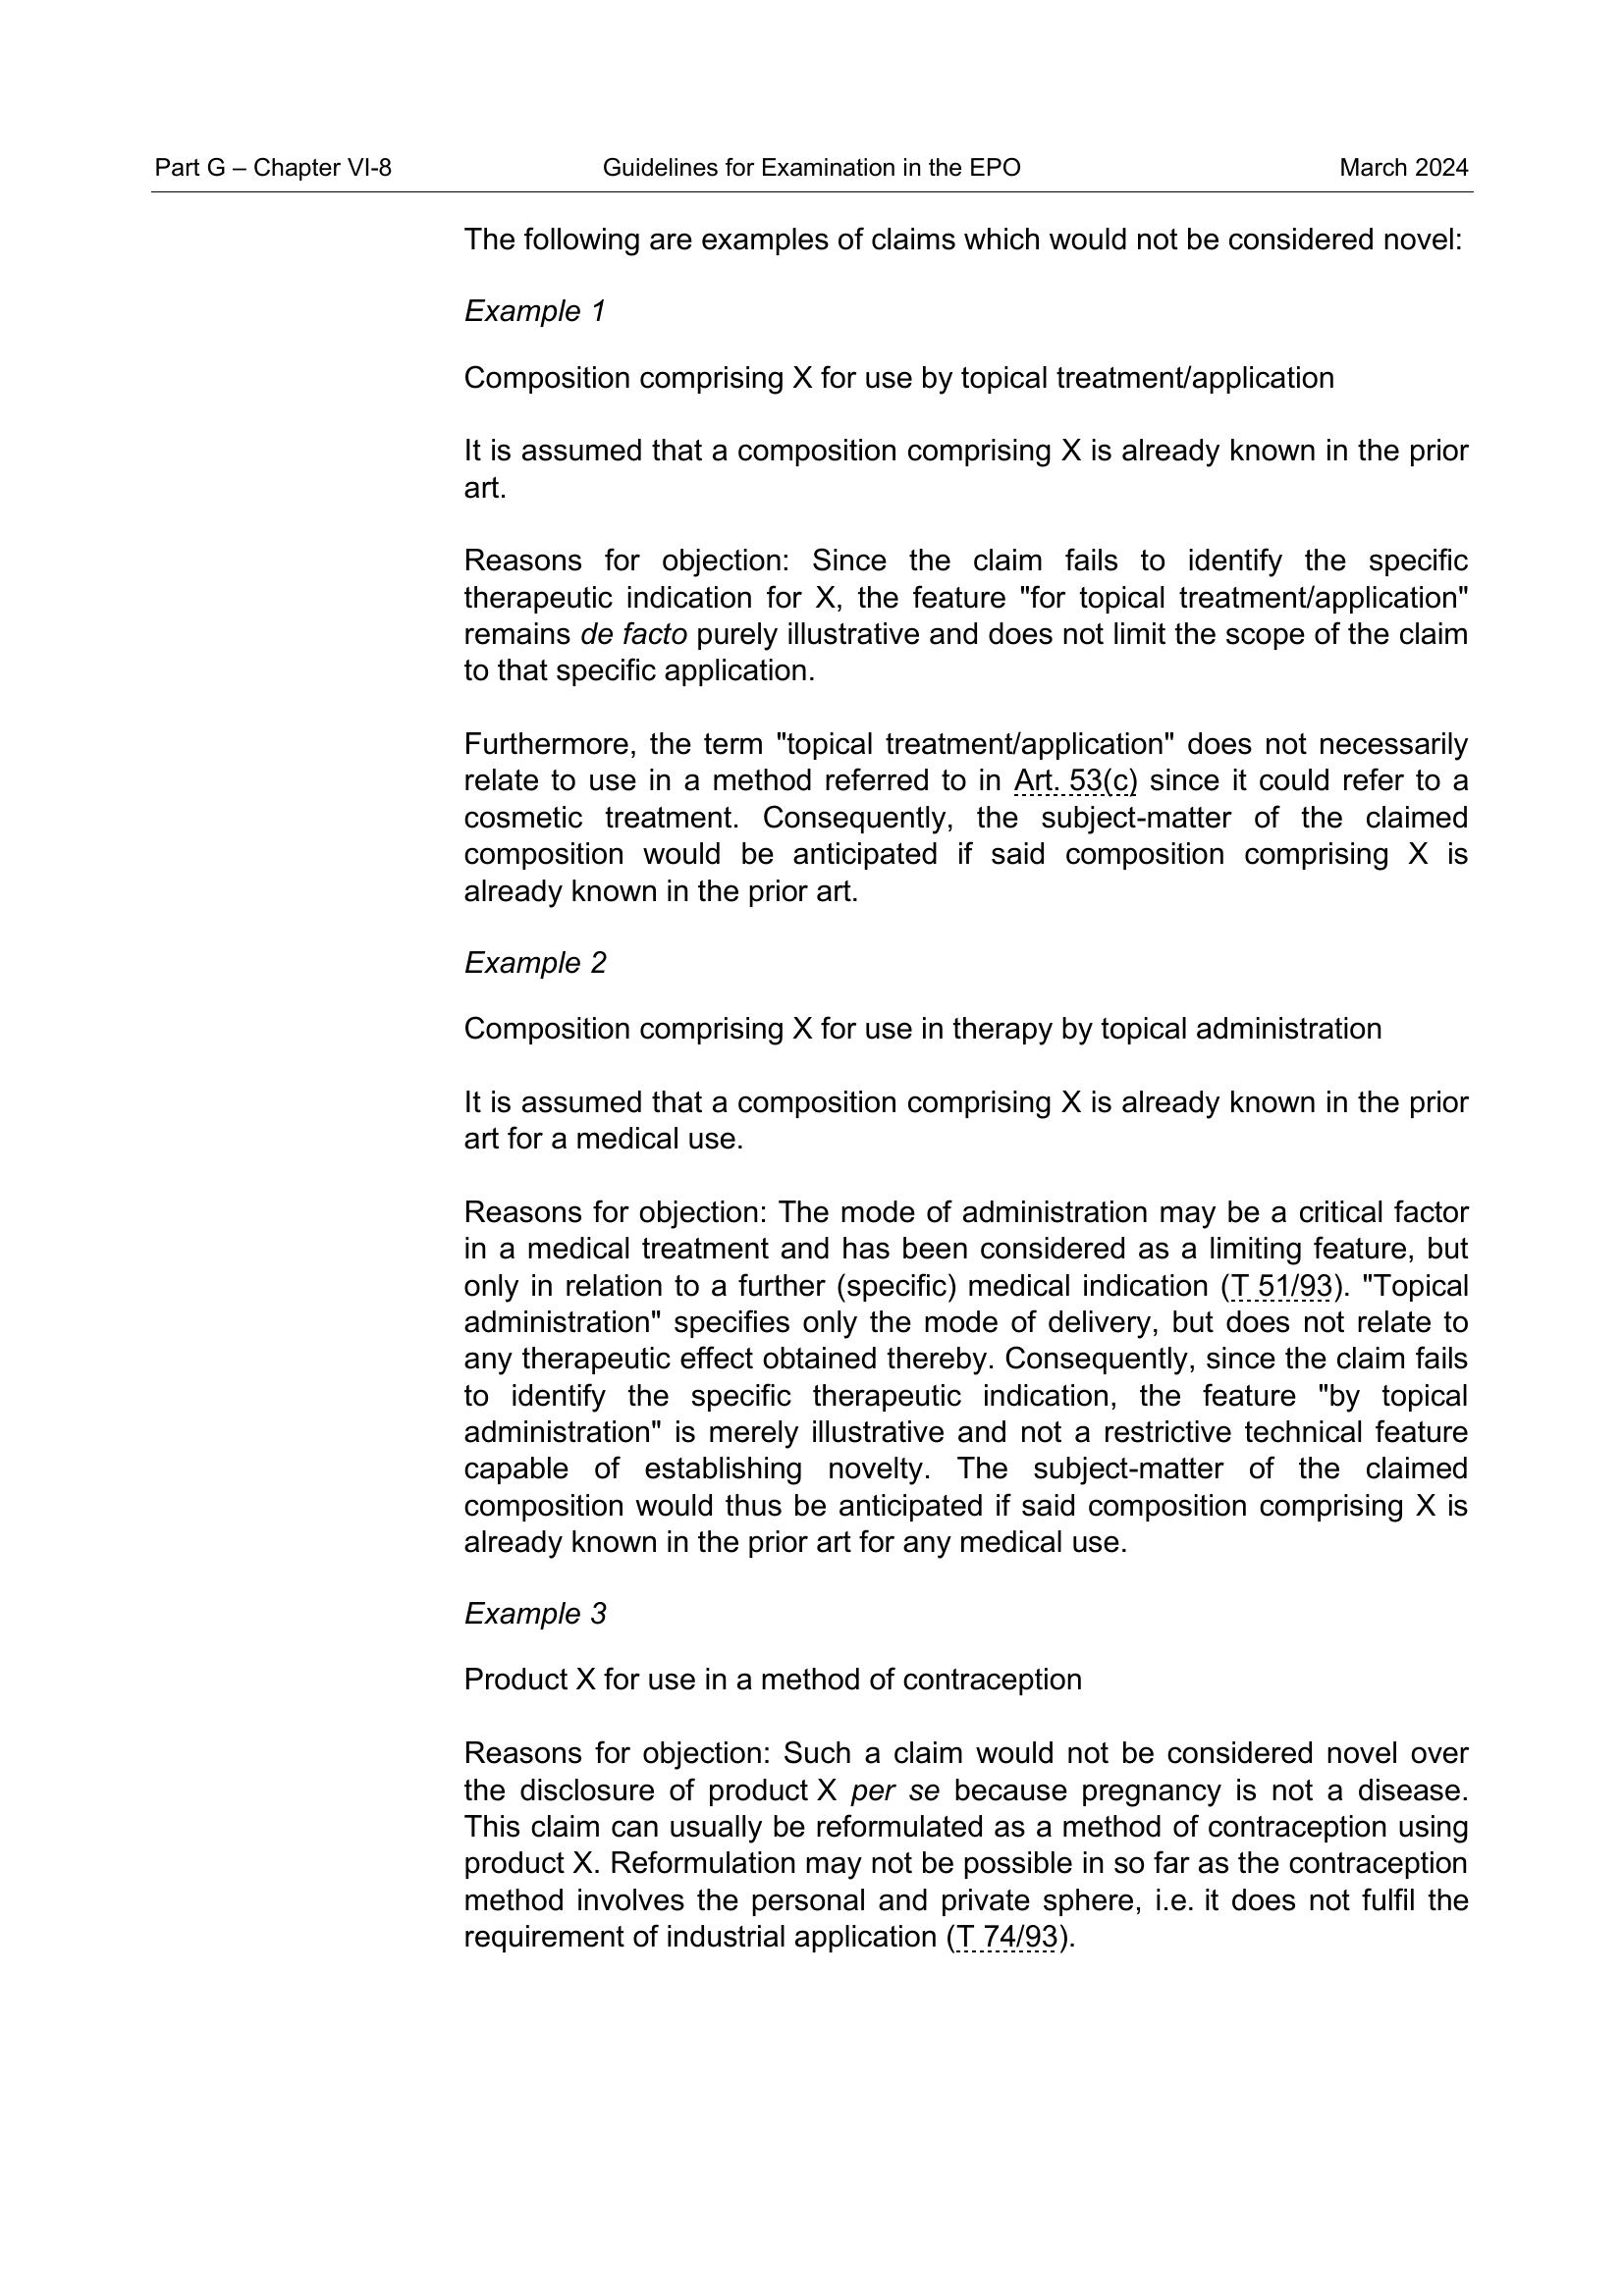 Part G – Chapter VI-8 Guidelines for Examination in the EPO March 2024
The following are examples of claims which would not be considered novel:
Example 1
Composition comprising X for use by topical treatment/application
It is assumed that a composition comprising X is already known in the prior
art.
Reasons for objection: Since the claim fails to identify the specific
therapeutic indication for X, the feature "for topical treatment/application"
remains de facto purely illustrative and does not limit the scope of the claim
to that specific application.
Furthermore, the term "topical treatment/application" does not necessarily
relate to use in a method referred to in Art. 53(c) since it could refer to a
cosmetic treatment. Consequently, the subject-matter of the claimed
composition would be anticipated if said composition comprising X is
already known in the prior art.
Example 2
Composition comprising X for use in therapy by topical administration
It is assumed that a composition comprising X is already known in the prior
art for a medical use.
Reasons for objection: The mode of administration may be a critical factor
in a medical treatment and has been considered as a limiting feature, but
only in relation to a further (specific) medical indication (T 51/93). "Topical
administration" specifies only the mode of delivery, but does not relate to
any therapeutic effect obtained thereby. Consequently, since the claim fails
to identify the specific therapeutic indication, the feature "by topical
administration" is merely illustrative and not a restrictive technical feature
capable of establishing novelty. The subject-matter of the claimed
composition would thus be anticipated if said composition comprising X is
already known in the prior art for any medical use.
Example 3
Product X for use in a method of contraception
Reasons for objection: Such a claim would not be considered novel over
the disclosure of product X per se because pregnancy is not a disease.
This claim can usually be reformulated as a method of contraception using
product X. Reformulation may not be possible in so far as the contraception
method involves the personal and private sphere, i.e. it does not fulfil the
requirement of industrial application (T 74/93).